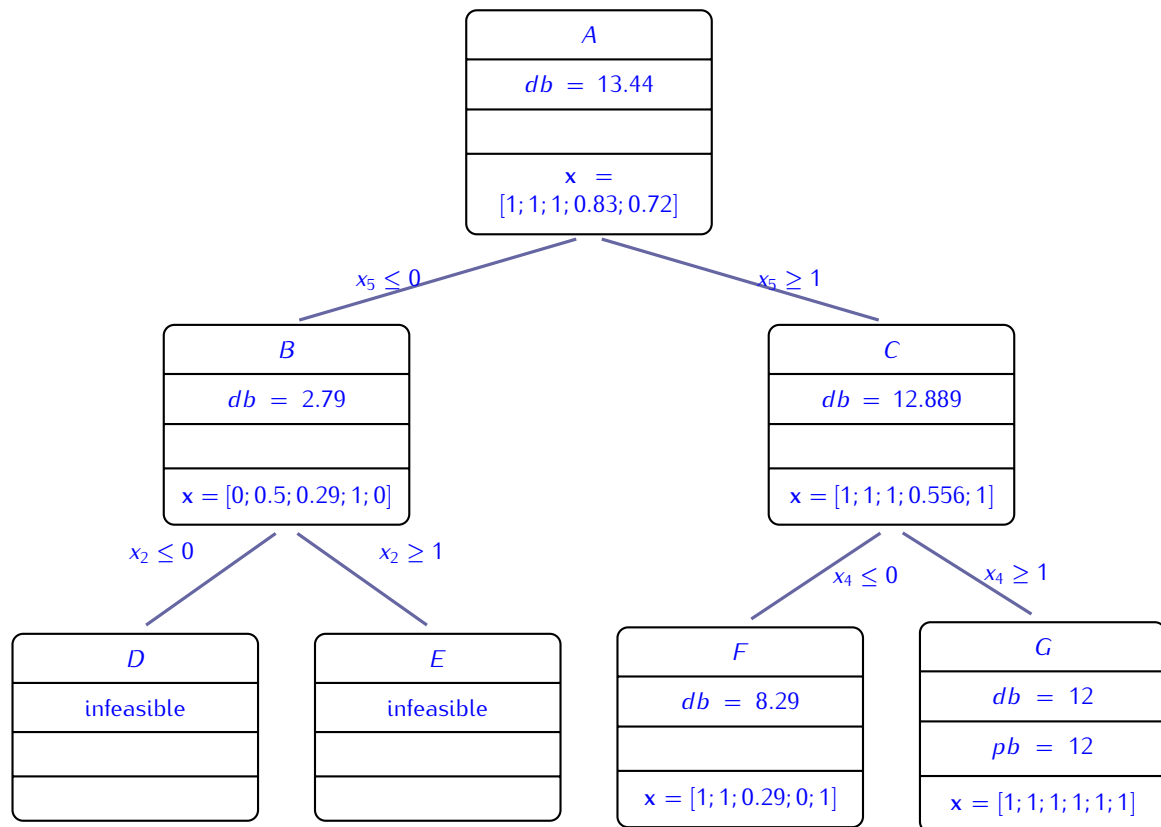 A
db = 13.44
x =
[1; 1; 1; 0.83; 0.72]
x₅ ≤ 0
x₅ ≥ 1
B
db = 2.79
x = [0; 0.5; 0.29; 1; 0]
C
db = 12.889
x = [1; 1; 1; 0.556; 1]
x₂ ≤ 0
x₂ ≥ 1
x₄ ≤ 0
x₄ ≥ 1
D
infeasible
E
infeasible
F
db = 8.29
x = [1; 1; 0.29; 0; 1]
G
db = 12
pb = 12
x = [1; 1; 1; 1; 1; 1]